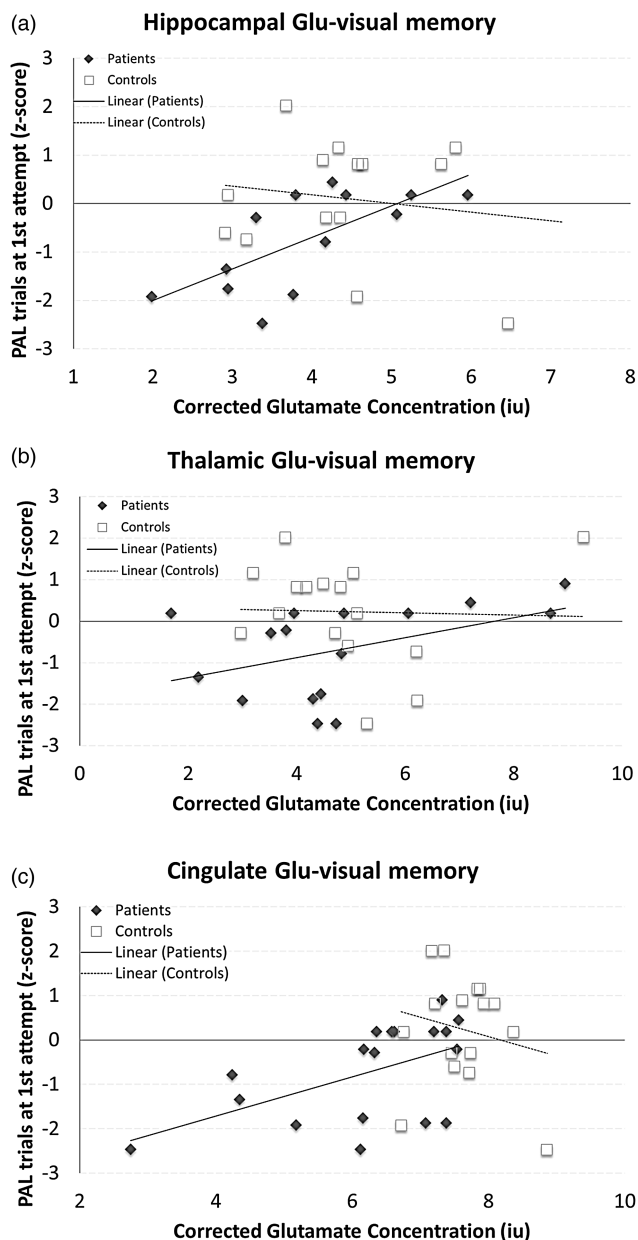 (a)
Hippocampal Glu-visual memory
PAL trials at 1st attempt (z-score)
3
2
1
0
-1
-2
-3
Patients
Controls
Linear (Patients)
Linear (Controls)
1 2 3 4 5 6 7 8
Corrected Glutamate Concentration (iu)
(b)
Thalamic Glu-visual memory
PAL trials at 1st attempt (z-score)
3
2
1
0
-1
-2
-3
Patients
Controls
Linear (Patients)
Linear (Controls)
0 2 4 6 8 10
Corrected Glutamate Concentration (iu)
(c)
Cingulate Glu-visual memory
PAL trials at 1st attempt (z-score)
3
2
1
0
-1
-2
-3
Patients
Controls
Linear (Patients)
Linear (Controls)
2 4 6 8 10
Corrected Glutamate Concentration (iu)